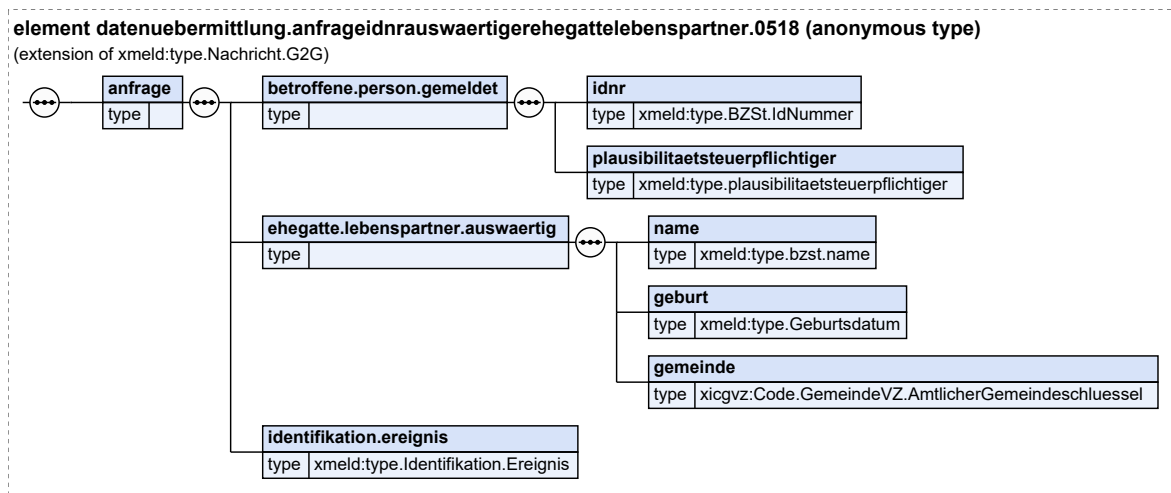 element datenuebermittlung.anfrageidnrauswaertigerehegattelebenspartner.0518 (anonymous type)
(extension of xmeld:type.Nachricht.G2G)
anfrage
type
betroffene.person.gemeldet
type
idnr
type xmeld:type.BZSt.IdNummer
plausibilitaetsteuerpflichtiger
type xmeld:type.plausibilitaetsteuerpflichtiger
ehegatte.lebenspartner.auswaertig
type
name
type xmeld:type.bzst.name
geburt
type xmeld:type.Geburtsdatum
gemeinde
type xicgvz:Code.GemeindeVZ.AmtlicherGemeindeschluessel
identifikation.ereignis
type xmeld:type.Identifikation.Ereignis